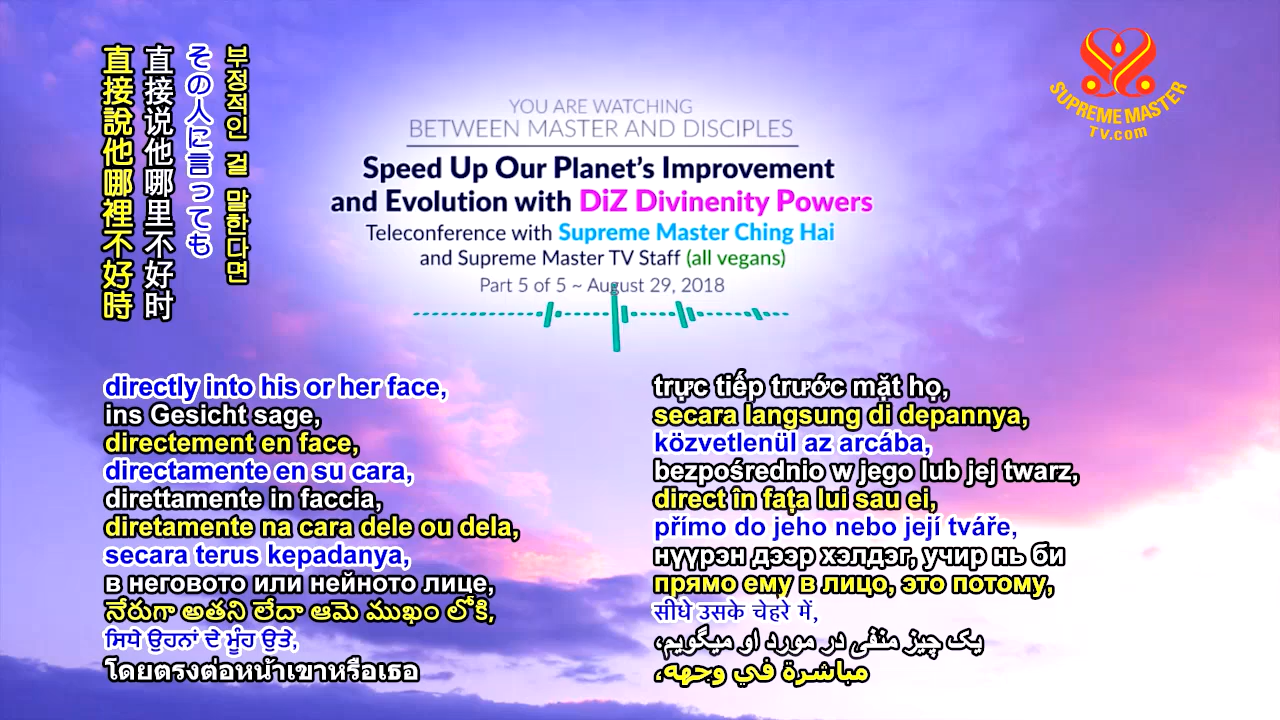 부정적인 걸 말한다면
その人に言っても
直接说他哪里不好时
直接說他哪裡不好時
YOU ARE WATCHING
BETWEEN MASTER AND DISCIPLES
Speed Up Our Planet's Improvement
and Evolution with DiZ Divinenity Powers
Teleconference with Supreme Master Ching Hai
and Supreme Master TV Staff (all vegans)
Part 5 of 5 ~ August 29, 2018
SUPREME MASTER
TV.com
directly into his or her face,
ins Gesicht sage,
directement en face,
directamente en su cara,
direttamente in faccia,
diretamente na cara dele ou dela,
secara terus kepadanya,
в неговото или нейното лице,
నేరుగా అతని లేదా ఆమె ముఖం లోకి,
ਸਿਧੇ ਉਹਨਾਂ ਦੇ ਮੂੰਹ ਉਤੇ,
โดยตรงต่อหน้าเขาหรือเธอ
trực tiếp trước mặt họ,
secara langsung di depannya,
közvetlenül az arcába,
bezpośrednio w jego lub jej twarz,
direct în fața lui sau ei,
přímo do jeho nebo její tváře,
нүүрэн дээр хэлдэг, учир нь би
прямо ему в лицо, это потому,
सीधे उसके चेहरे में,
یک چیز منفی در مورد او میگویم،
مباشرة في وجهه،